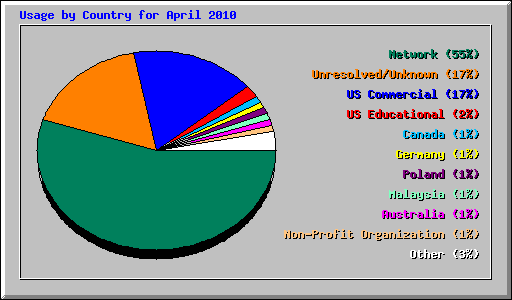 Usage by Country for April 2010
Network (55%)
Unresolved/Unknown (17%)
US Commercial (17%)
US Educational (2%)
Canada (1%)
Germany (1%)
Poland (1%)
Malaysia (1%)
Australia (1%)
Non-Profit Organization (1%)
Other (3%)